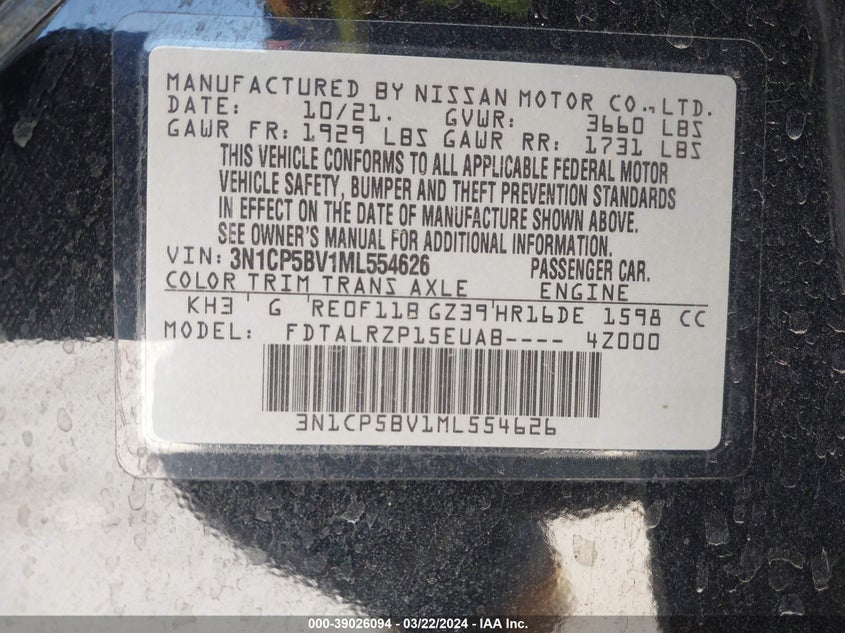 MANUFACTURED BY NISSAN MOTOR CO., LTD.
DATE: 10/21. GVWR: 3660 LBS
GAWR FR: 1929 LBS GAWR RR: 1731 LBS
THIS VEHICLE CONFORMS TO ALL APPLICABLE FEDERAL MOTOR
VEHICLE SAFETY, BUMPER AND THEFT PREVENTION STANDARDS
IN EFFECT ON THE DATE OF MANUFACTURE SHOWN ABOVE.
SEE OWNER'S MANUAL FOR ADDITIONAL INFORMATION
VIN: 3N1CP5BV1ML554626 PASSENGER CAR.
COLOR TRIM TRANS AXLE ENGINE
KH3 G RE0F11B GZ39 HR16DE 1598 CC
MODEL: FDTALRZP15EUAB---- 4Z000
3N1CP5BV1ML554626
000-39026094 - 03/22/2024 - IAA Inc.